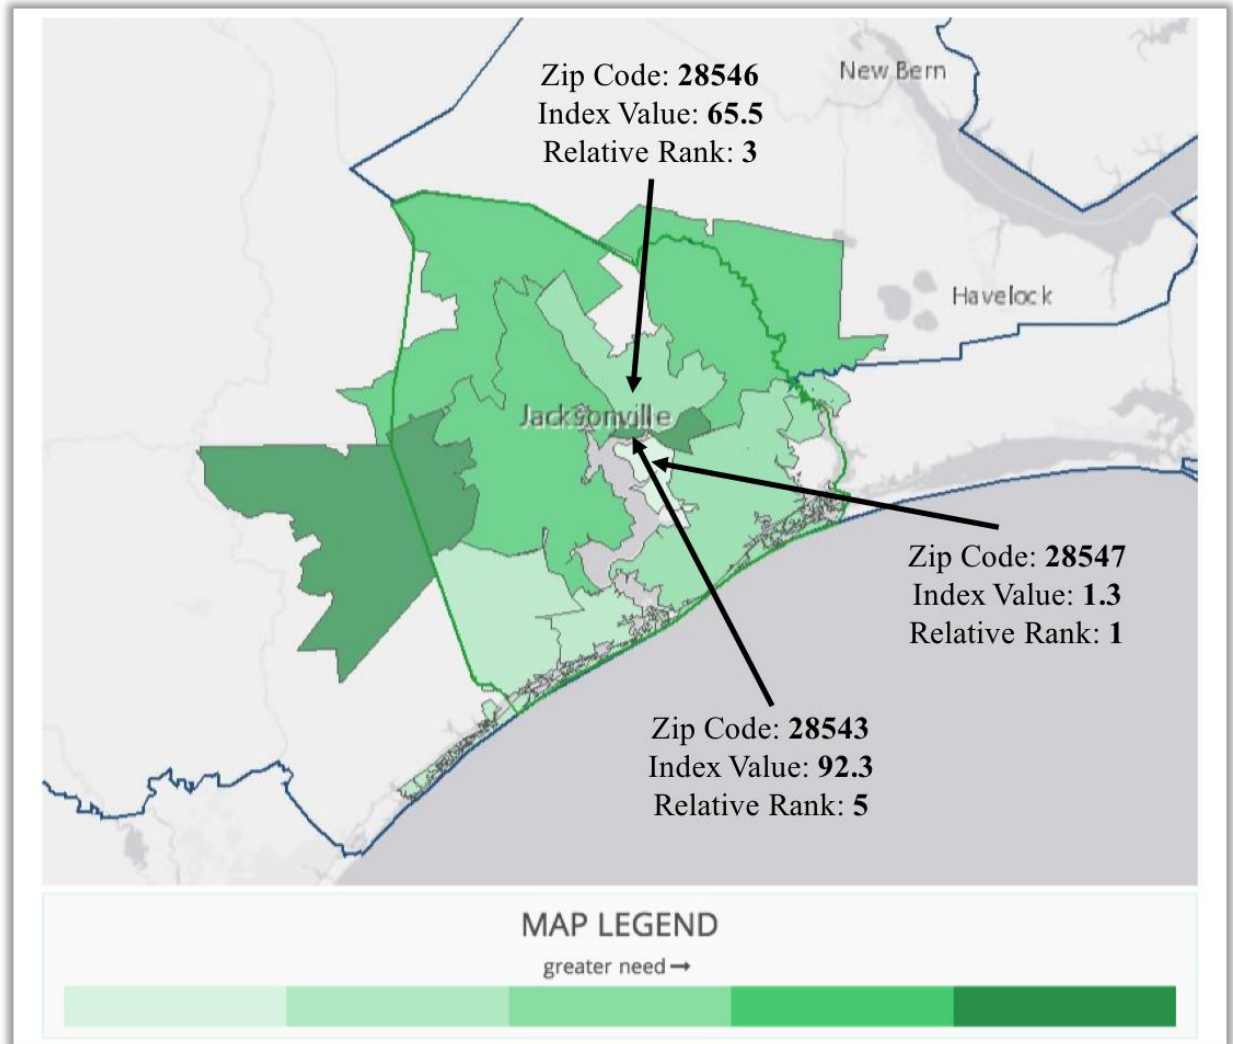 Zip Code: 28546
Index Value: 65.5
Relative Rank: 3
New Bern
Havelock
Jacksonville
Zip Code: 28547
Index Value: 1.3
Relative Rank: 1
Zip Code: 28543
Index Value: 92.3
Relative Rank: 5
MAP LEGEND
greater need→